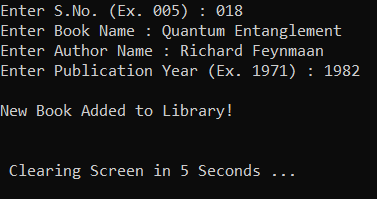 Enter S.No. (Ex. 005) : 018
Enter Book Name : Quantum Entanglement
Enter Author Name : Richard Feynmaan
Enter Publication Year (Ex. 1971) : 1982
New Book Added to Library!
Clearing Screen in 5 Seconds ...